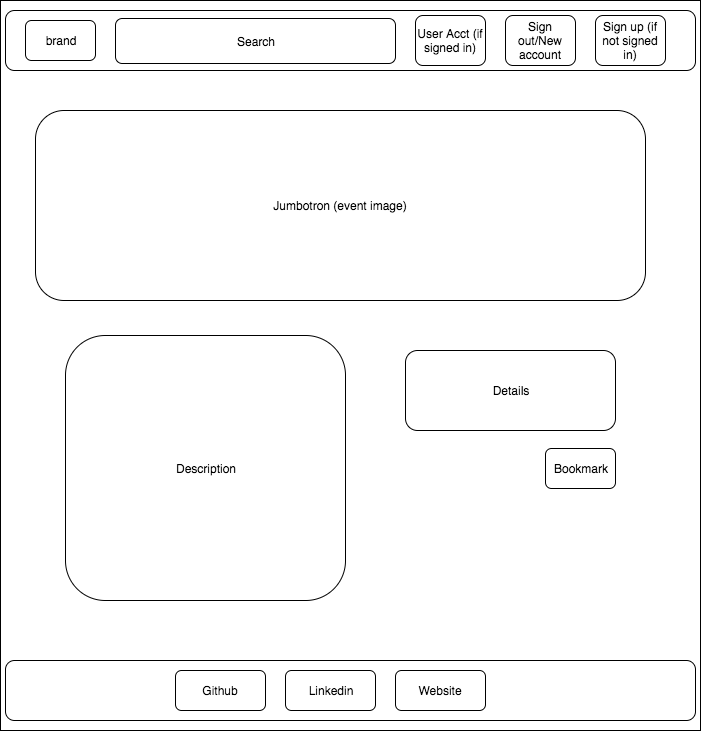 brand
Search
User Acct (if
signed in)
Sign
out/New
account
Sign up (if
not signed
in)
Jumbotron (event image)
Description
Details
Bookmark
Github
Linkedin
Website